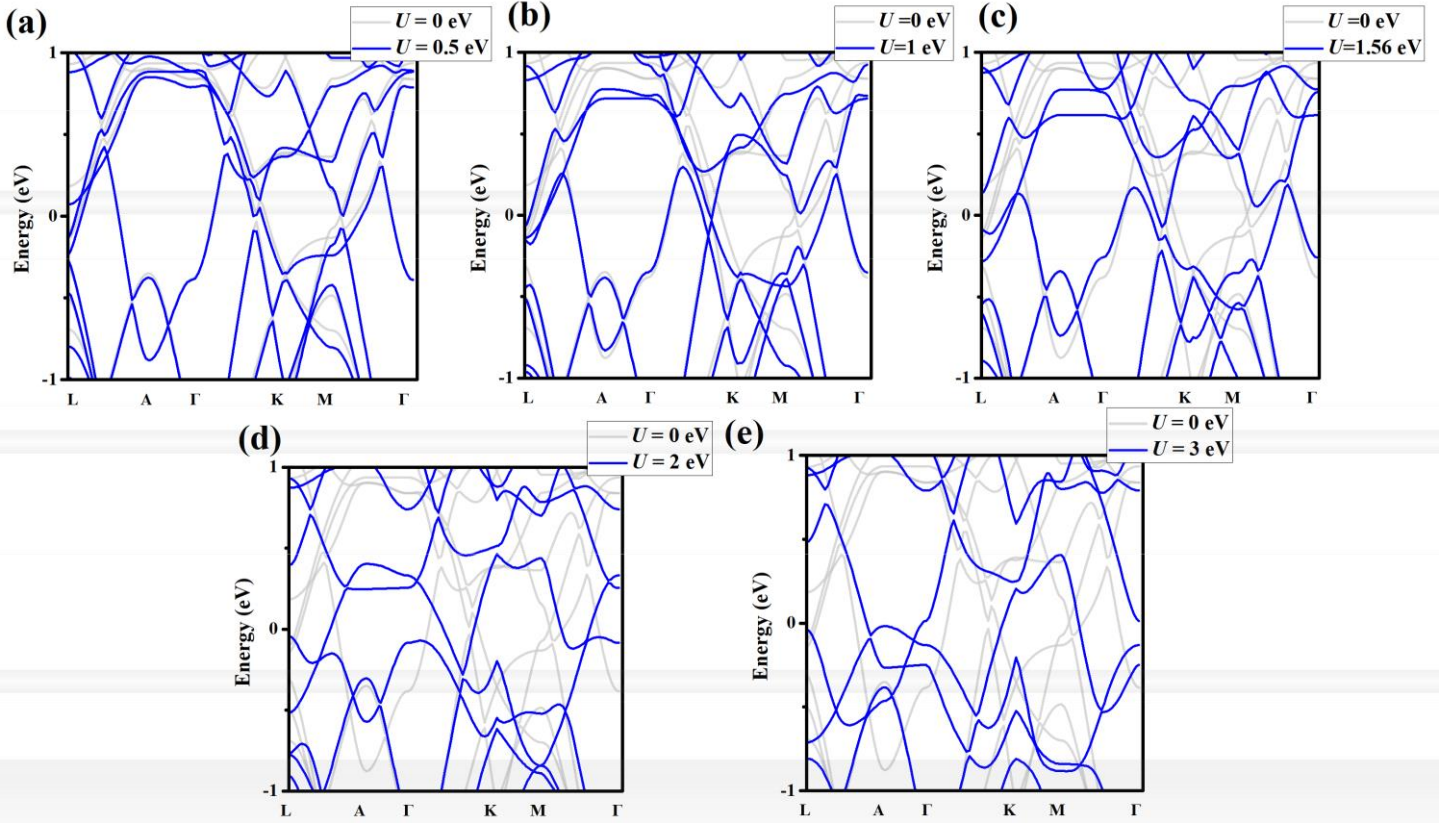 (a)
U = 0 eV
U = 0.5 eV
Energy (eV)
1
0
-1
L A Γ K M Γ
(b)
U=0 eV
U=1 eV
Energy (eV)
1
0
-1
L A Γ K M Γ
(c)
U=0 eV
U=1.56 eV
Energy (eV)
1
0
-1
L A Γ K M Γ
(d)
U = 0 eV
U = 2 eV
Energy (eV)
1
0
-1
L A Γ K M Γ
(e)
U = 0 eV
U = 3 eV
Energy (eV)
1
0
-1
L A Γ K M Γ